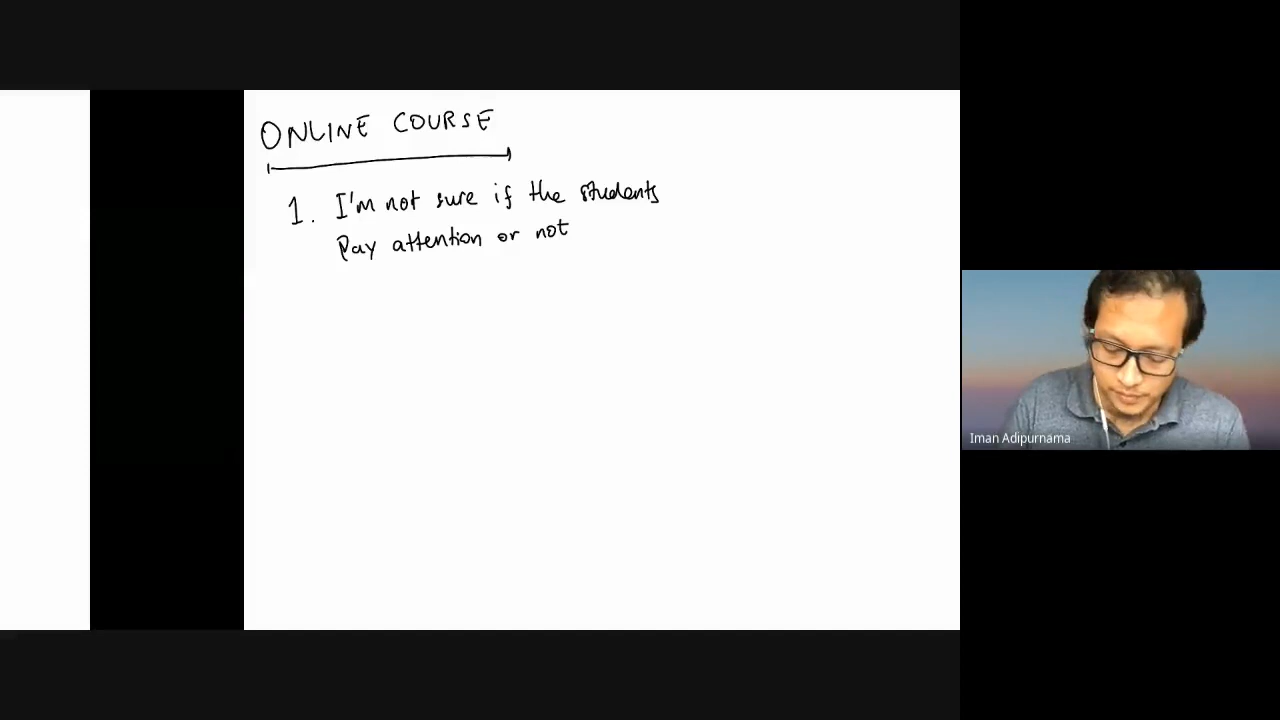 ONLINE COURSE
1. I'm not sure if the students
Pay attention or not
Iman Adipurnama